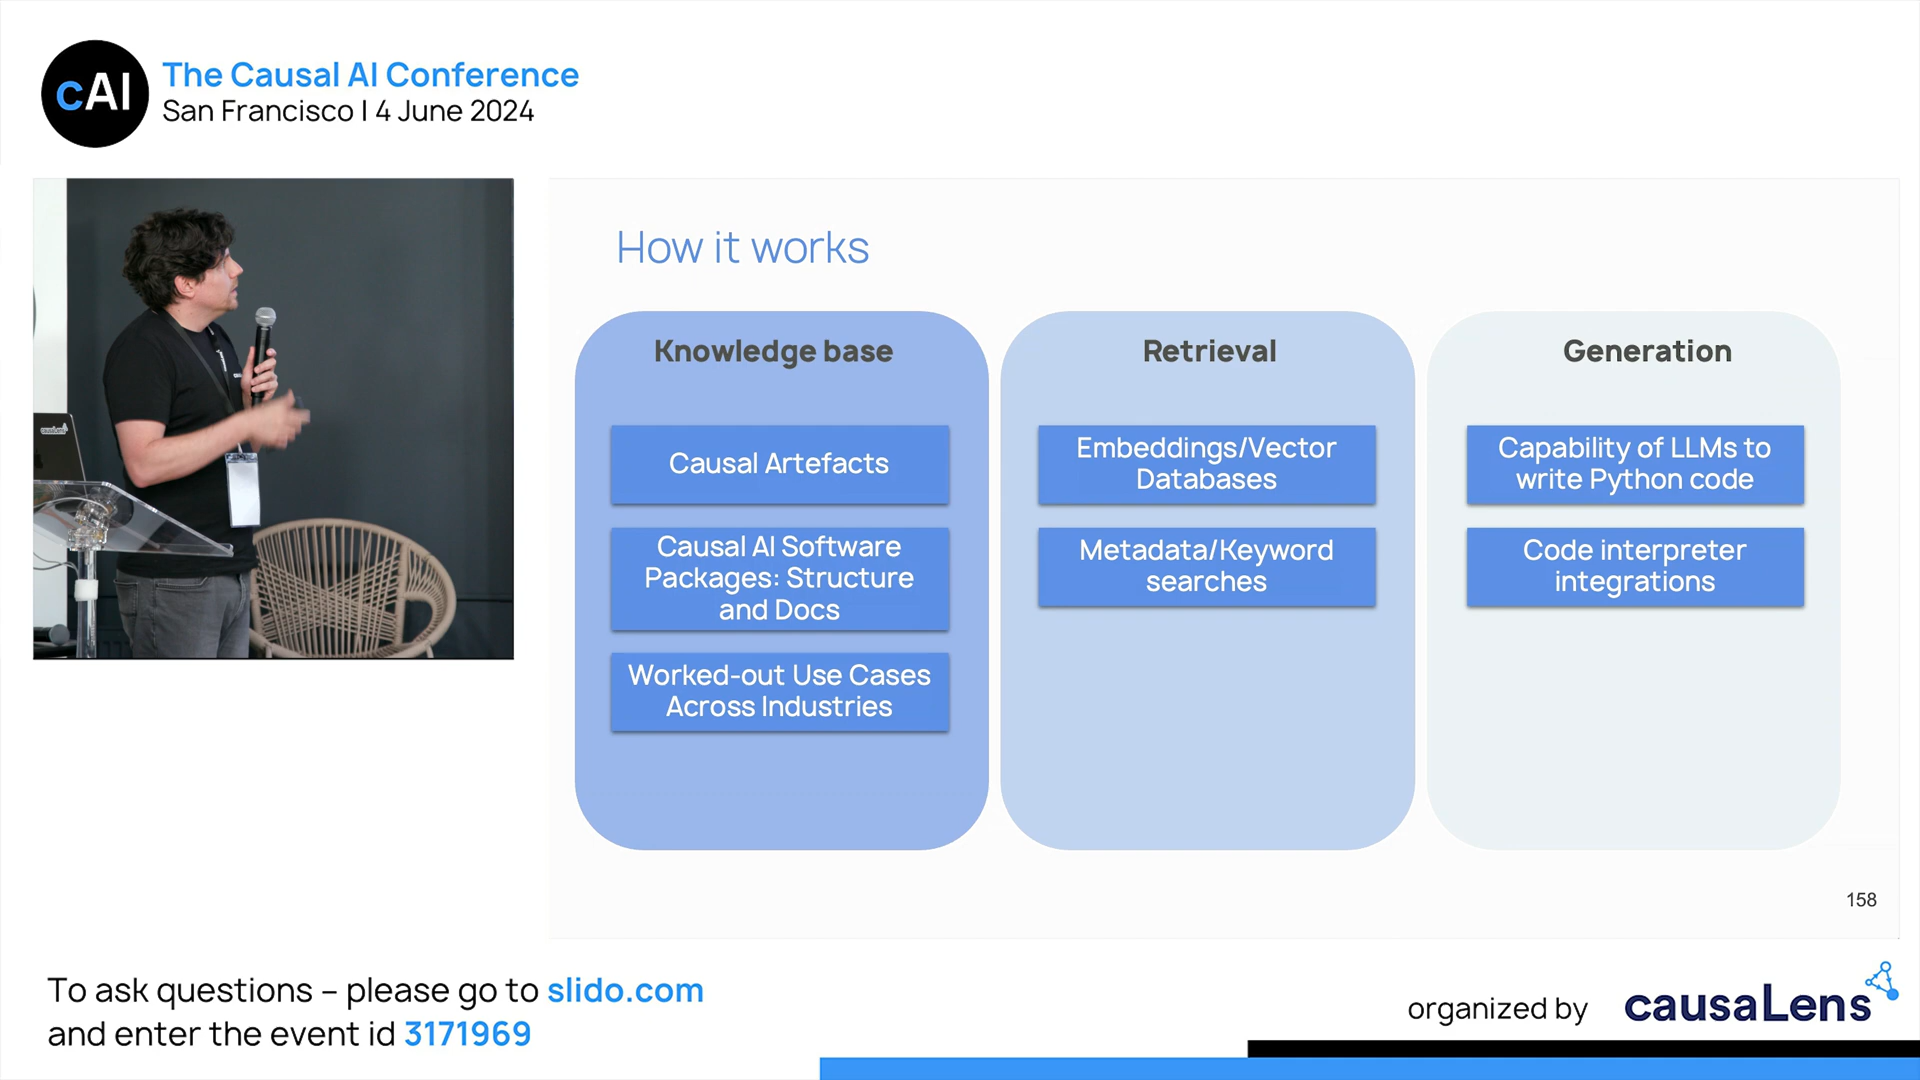 cAI
The Causal AI Conference
San Francisco | 4 June 2024
causaLens
How it works
Knowledge base
Causal Artefacts
Causal AI Software
Packages: Structure
and Docs
Worked-out Use Cases
Across Industries
Retrieval
Embeddings/Vector
Databases
Metadata/Keyword
searches
Generation
Capability of LLMs to
write Python code
Code interpreter
integrations
158
To ask questions – please go to slido.com
and enter the event id 3171969
organized by
causaLens